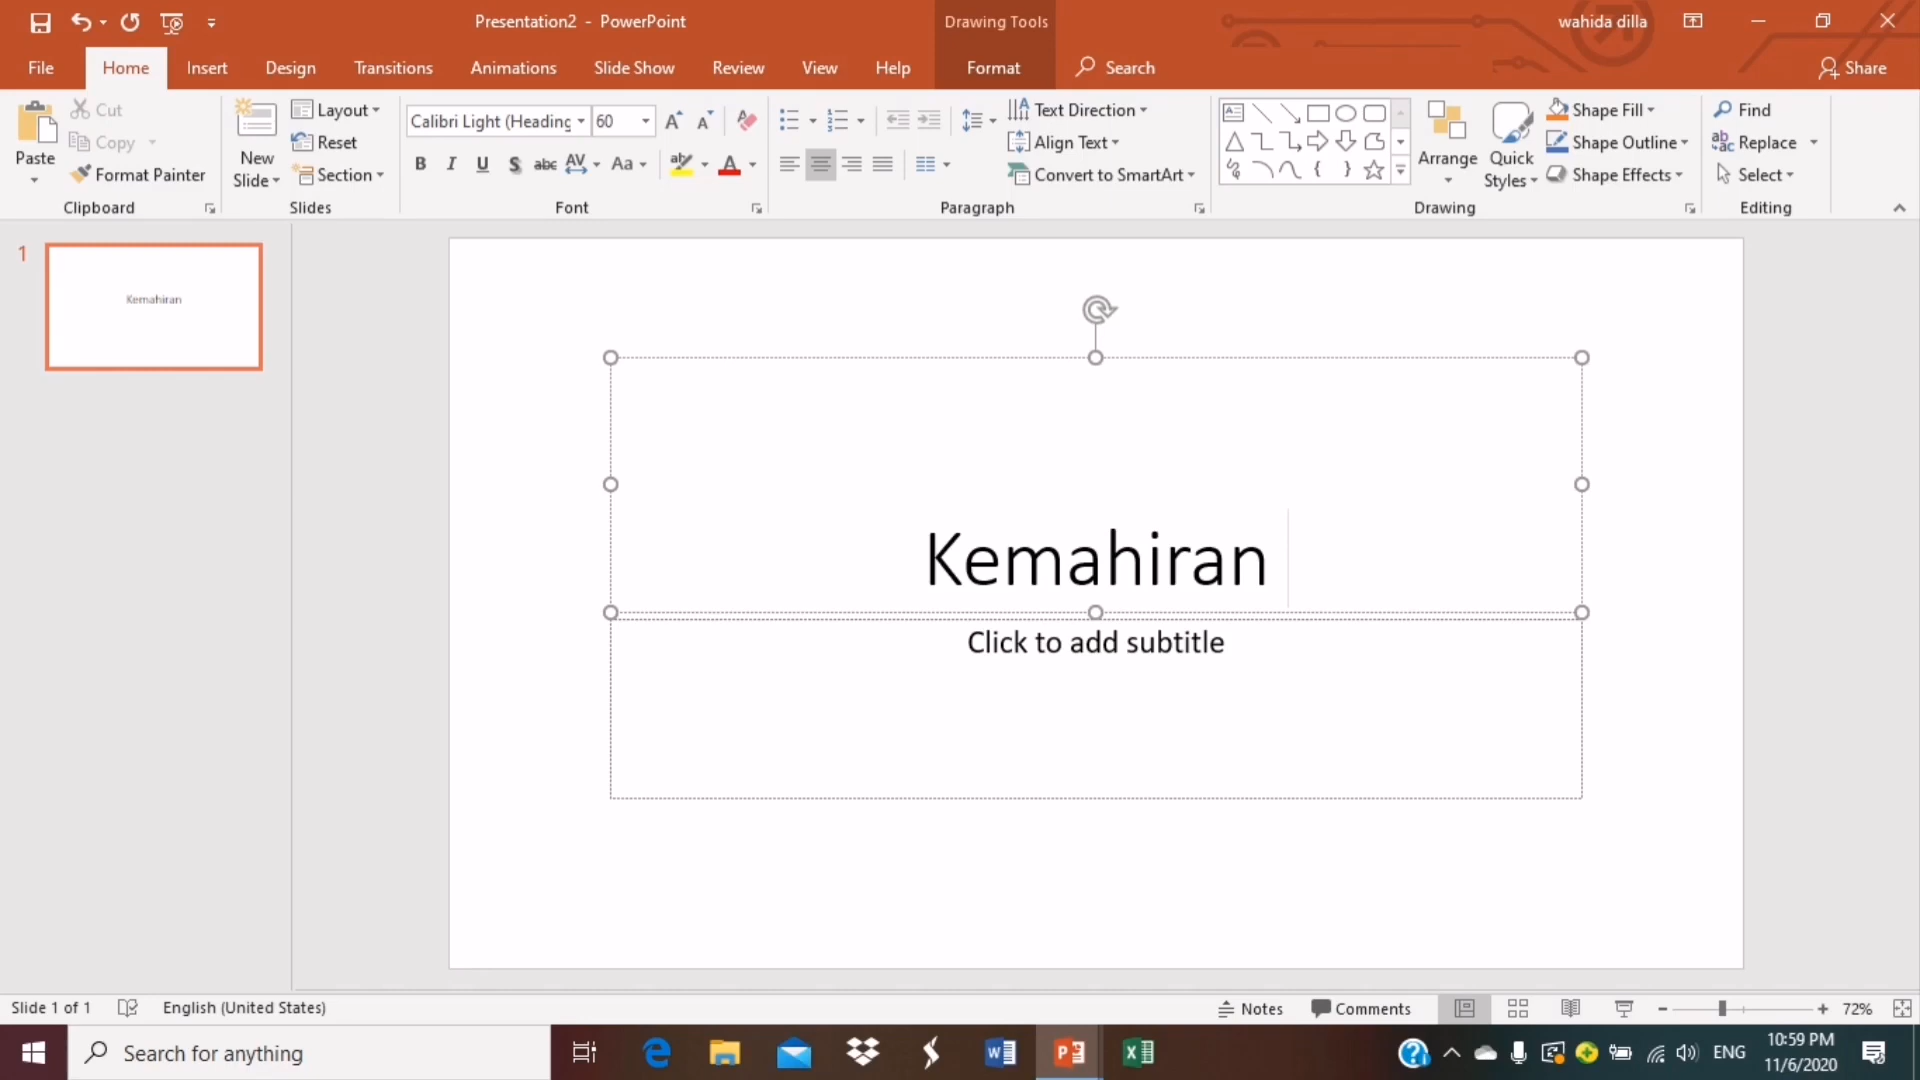 Presentation2 - PowerPoint
Drawing Tools
wahida dilla
File Home Insert Design Transitions Animations Slide Show Review View Help Format Search Share
Paste
Cut
Copy
Format Painter
Clipboard
New Slide
Layout
Reset
Section
Slides
Calibri Light (Heading 60
B I U S abc AV Aa A
Font
Text Direction
Align Text
Convert to SmartArt
Paragraph
Arrange
Quick Styles
Shape Fill
Shape Outline
Shape Effects
Drawing
Find
Replace
Select
Editing
1
Kemahiran
Kemahiran
Click to add subtitle
Slide 1 of 1 English (United States) Notes Comments 72%
Search for anything
ENG
10:59 PM
11/6/2020